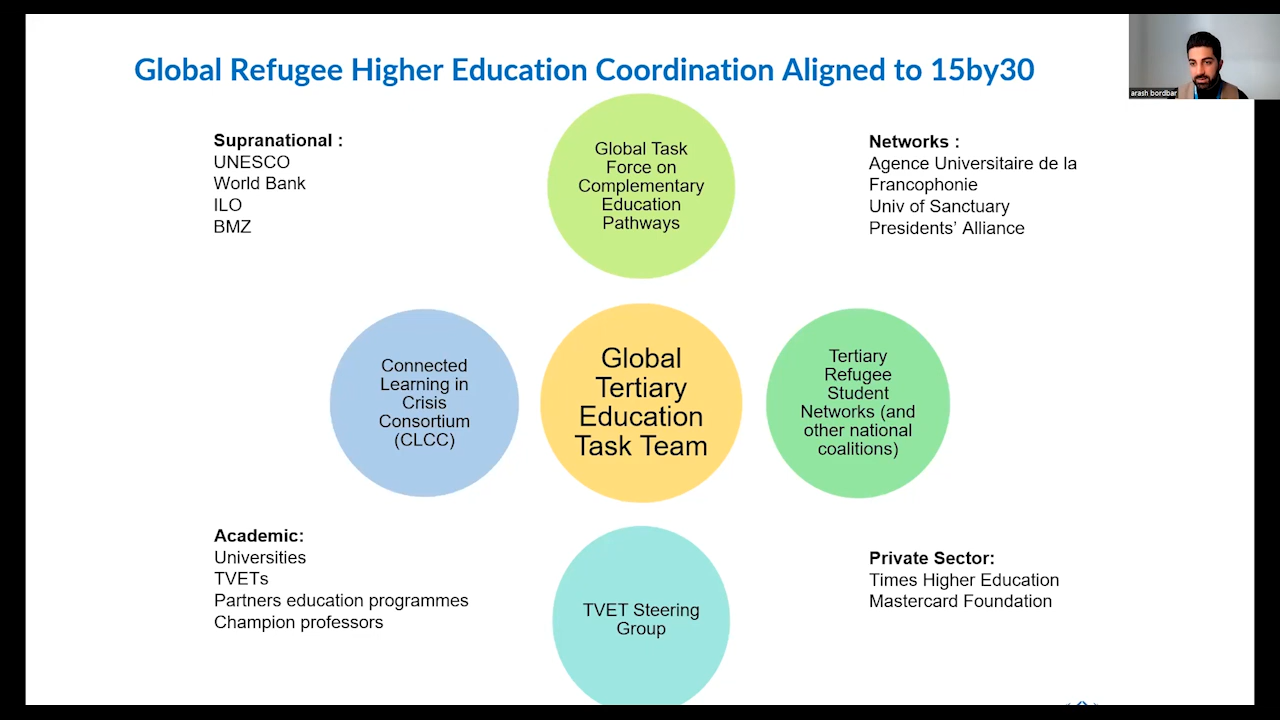 Global Refugee Higher Education Coordination Aligned to 15by30
arash bordbar
Supranational :
UNESCO
World Bank
ILO
BMZ
Global Task
Force on
Complementary
Education
Pathways
Networks :
Agence Universitaire de la
Francophonie
Univ of Sanctuary
Presidents’ Alliance
Connected
Learning in
Crisis
Consortium
(CLCC)
Global
Tertiary
Education
Task Team
Tertiary
Refugee
Student
Networks (and
other national
coalitions)
Academic:
Universities
TVETs
Partners education programmes
Champion professors
TVET Steering
Group
Private Sector:
Times Higher Education
Mastercard Foundation